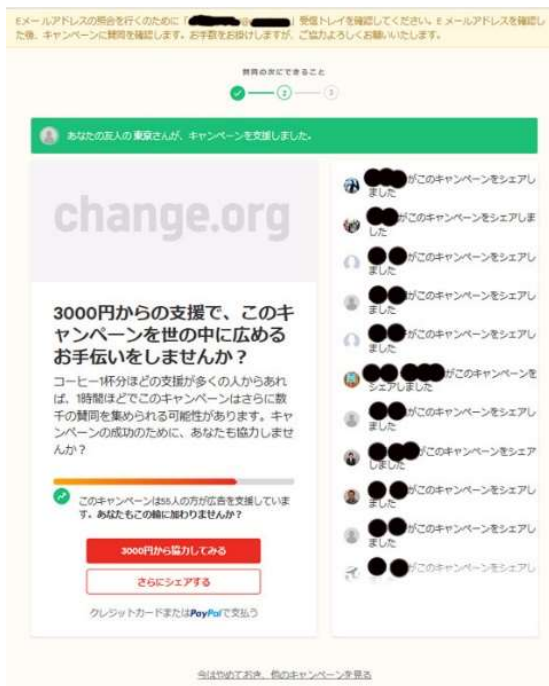 Eメールアドレスの照合を行くのために「 @ 」受信トレイを確認してください。Eメールアドレスを確認し
た後、キャンペーンに賛同を確認します。お手数をお掛けしますが、ご協力よろしくお願いいたします。
賛同の次にできること
2
3
あなたの友人の東京さんが、キャンペーンを支援しました。
change.org
3000円からの支援で、このキ
ャンペーンを世の中に広める
お手伝いをしませんか？
コーヒー1杯分ほどの支援が多くの人からあれ
ば、1時間ほどでこのキャンペーンはさらに数
千の賛同を集められる可能性があります。キャ
ンペーンの成功のために、あなたも協力しませ
んか？
このキャンペーンは55人の方が広告を支援していま
す。あなたもこの輪に加わりませんか？
3000円から協力してみる
さらにシェアする
クレジットカードまたはPayPalで支払う
がこのキャンペーンをシェアし
ました
がこのキャンペーンをシェアしま
した
がこのキャンペーンをシェアし
ました
がこのキャンペーンをシェアし
ました
がこのキャンペーンをシェアし
ました
がこのキャンペーンを
シェアしました
がこのキャンペーンをシェアし
ました
がこのキャンペーンをシェア
しました
がこのキャンペーンをシェアし
ました
がこのキャンペーンをシェアし
ました
がこのキャンペーンをシェアし
今はやめておき、他のキャンペーンを見る